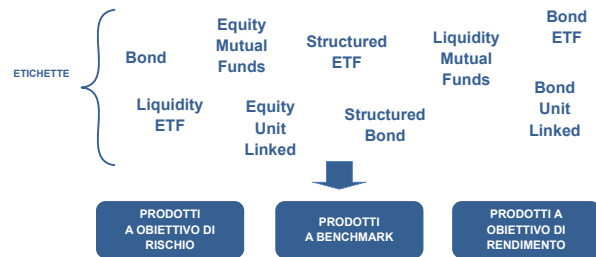 ETICHETTE
Bond
Equity
Mutual
Funds
Structured
ETF
Liquidity
Mutual
Funds
Bond
ETF
Liquidity
ETF
Equity
Unit
Linked
Structured
Bond
Bond
Unit
Linked
PRODOTTI
A OBIETTIVO DI
RISCHIO
PRODOTTI
A BENCHMARK
PRODOTTI A
OBIETTIVO DI
RENDIMENTO